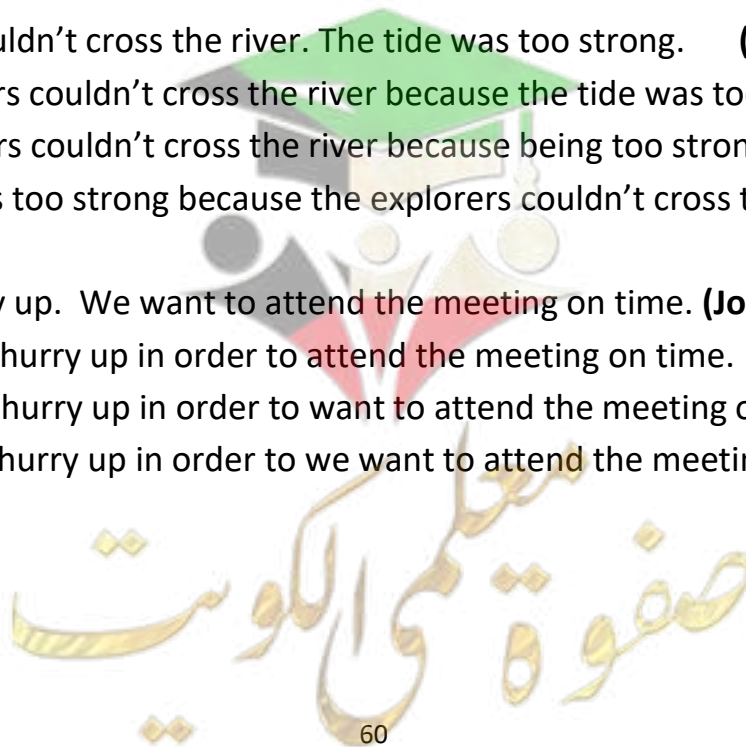 uldn’t cross the river. The tide was too strong. (
rs couldn’t cross the river because the tide was too
rs couldn’t cross the river because being too stron
s too strong because the explorers couldn’t cross t
y up. We want to attend the meeting on time. (Jo
hurry up in order to attend the meeting on time.
hurry up in order to want to attend the meeting o
hurry up in order to we want to attend the meetin
صفوة معلمى الكويت
60